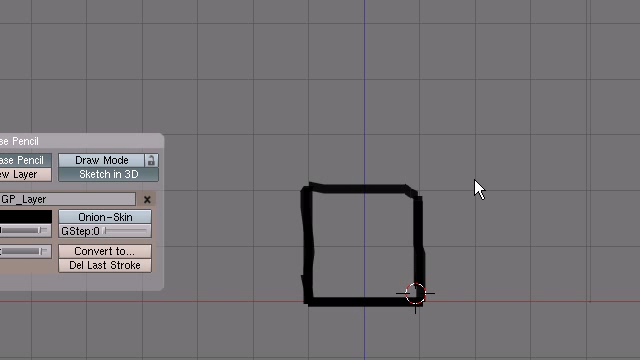 se Pencil
ase Pencil Draw Mode
ew Layer Sketch in 3D
GP_Layer
Onion-Skin
GStep:0
Convert to...
Del Last Stroke